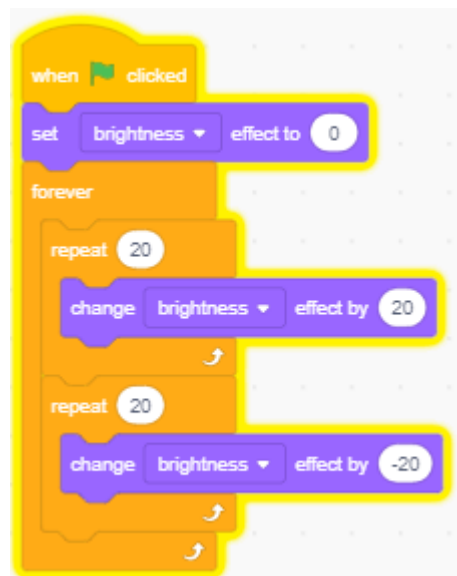 when clicked
set brightness effect to 0
forever
repeat 20
change brightness effect by 20
repeat 20
change brightness effect by -20